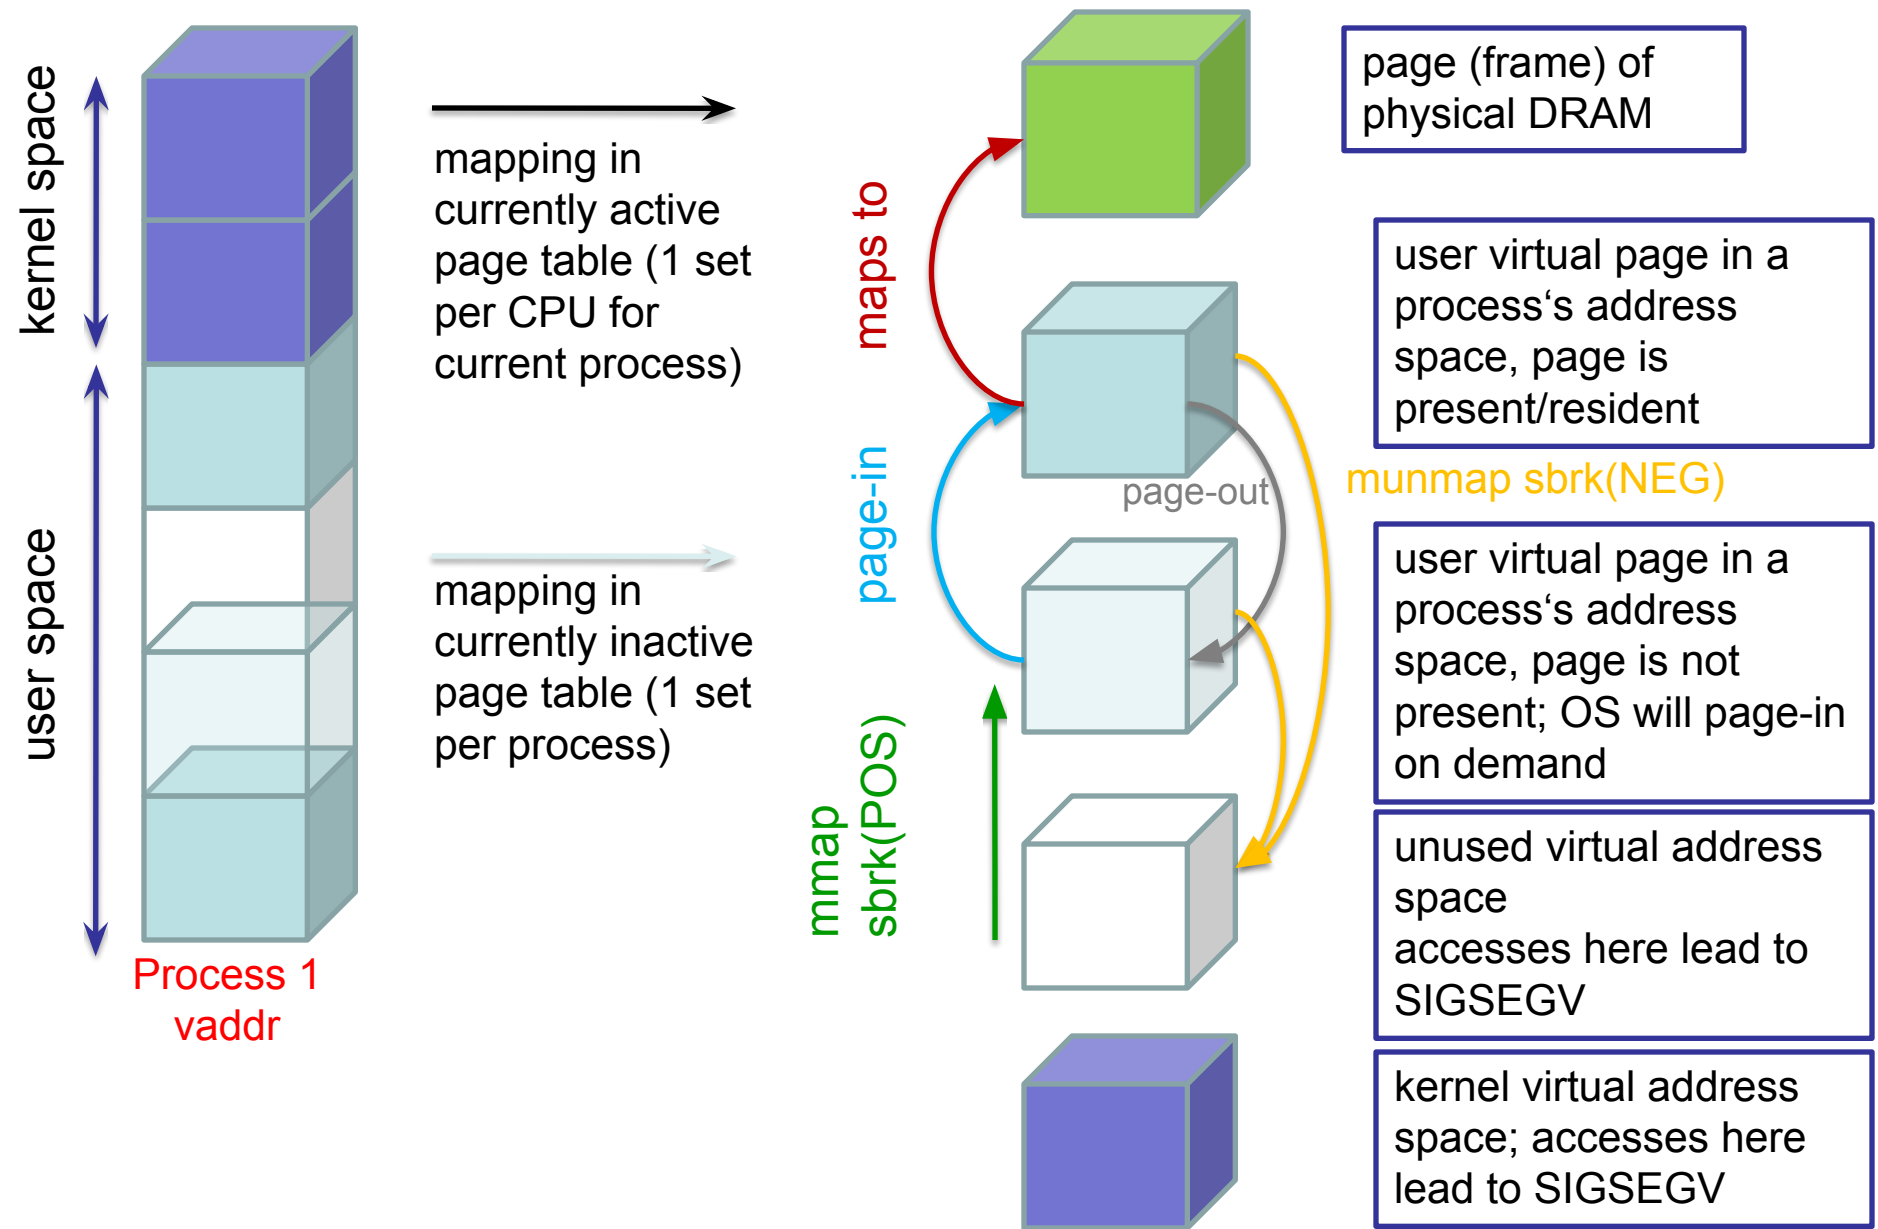 kernel space
user space
Process 1
vaddr
mapping in
currently active
page table (1 set
per CPU for
current process)
mapping in
currently inactive
page table (1 set
per process)
maps to
page-in
page-out
mmap
sbrk(POS)
munmap sbrk(NEG)
page (frame) of
physical DRAM
user virtual page in a
process‘s address
space, page is
present/resident
user virtual page in a
process‘s address
space, page is not
present; OS will page-in
on demand
unused virtual address
space
accesses here lead to
SIGSEGV
kernel virtual address
space; accesses here
lead to SIGSEGV